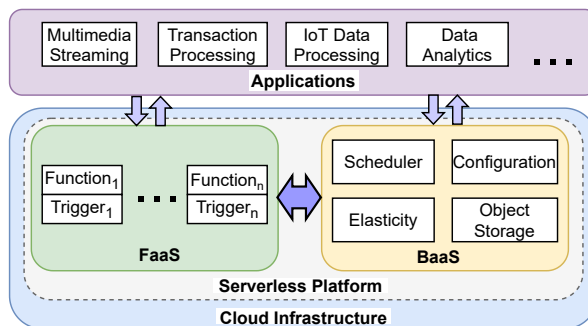 Multimedia
Streaming
Transaction
Processing
IoT Data
Processing
Data
Analytics
...
Applications
Function1
Trigger1
...
Functionn
Triggern
FaaS
Scheduler
Configuration
Elasticity
Object
Storage
BaaS
Serverless Platform
Cloud Infrastructure